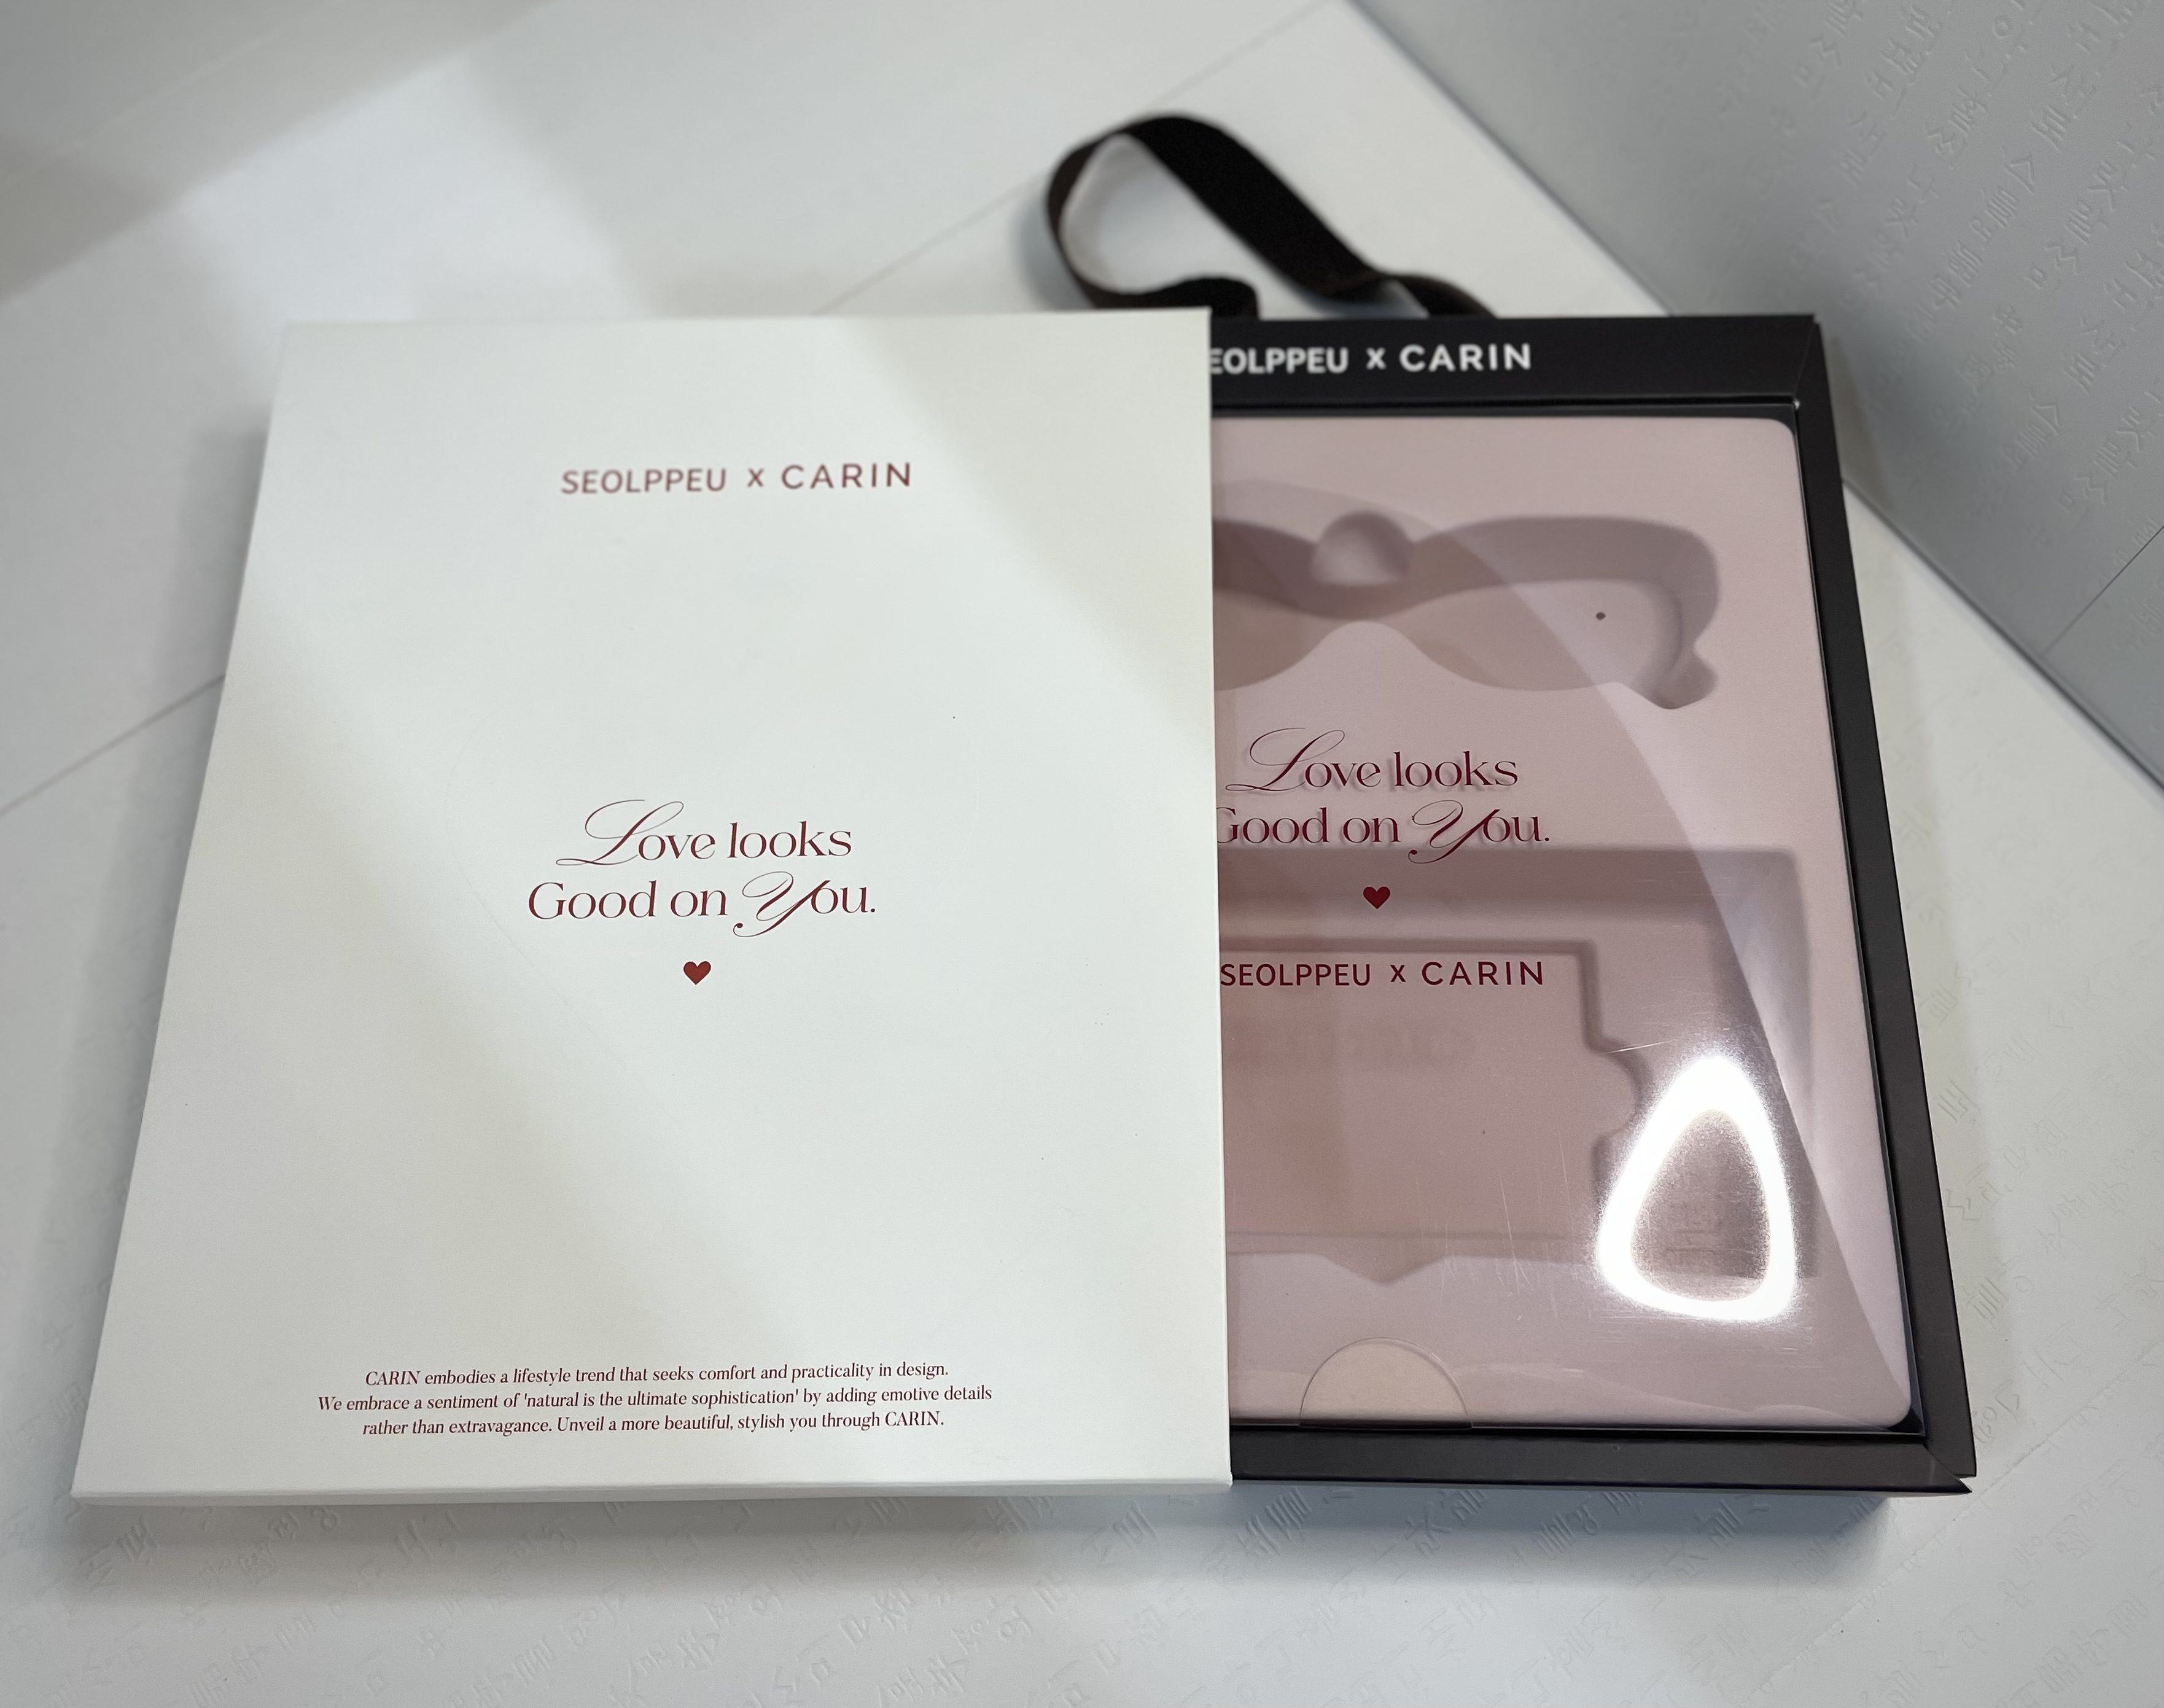 SEOLPPEU x CARIN
Love looks
Good on You.
CARIN embodies a lifestyle trend that seeks comfort and practicality in design.
We embrace a sentiment of 'natural is the ultimate sophistication' by adding emotive details
rather than extravagance. Unveil a more beautiful, stylish you through CARIN.
EOLPPEU x CARIN
Love looks
Good on You.
SEOLPPEU x CARIN